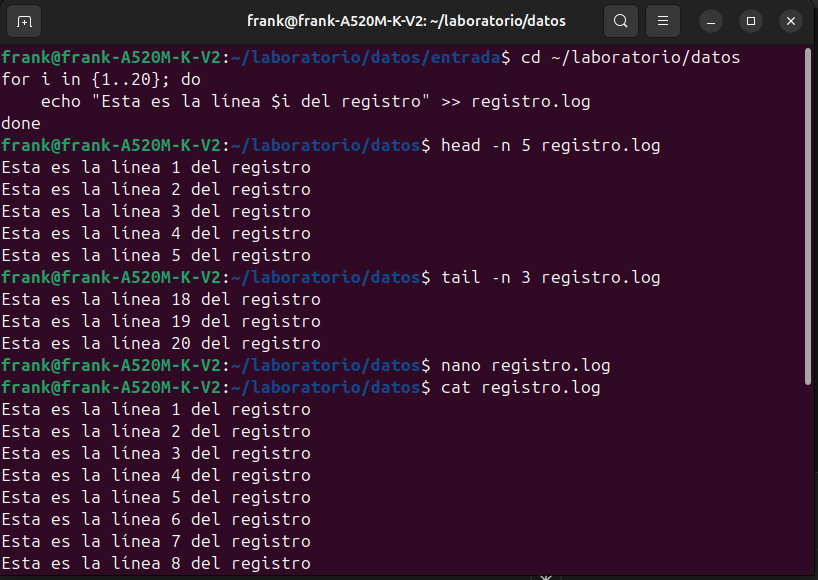 frank@frank-A520M-K-V2: ~/laboratorio/datos
frank@frank-A520M-K-V2:~/laboratorio/datos/entrada$ cd ~/laboratorio/datos
for i in {1..20}; do
    echo "Esta es la línea $i del registro" >> registro.log
done
frank@frank-A520M-K-V2:~/laboratorio/datos$ head -n 5 registro.log
Esta es la línea 1 del registro
Esta es la línea 2 del registro
Esta es la línea 3 del registro
Esta es la línea 4 del registro
Esta es la línea 5 del registro
frank@frank-A520M-K-V2:~/laboratorio/datos$ tail -n 3 registro.log
Esta es la línea 18 del registro
Esta es la línea 19 del registro
Esta es la línea 20 del registro
frank@frank-A520M-K-V2:~/laboratorio/datos$ nano registro.log
frank@frank-A520M-K-V2:~/laboratorio/datos$ cat registro.log
Esta es la línea 1 del registro
Esta es la línea 2 del registro
Esta es la línea 3 del registro
Esta es la línea 4 del registro
Esta es la línea 5 del registro
Esta es la línea 6 del registro
Esta es la línea 7 del registro
Esta es la línea 8 del registro